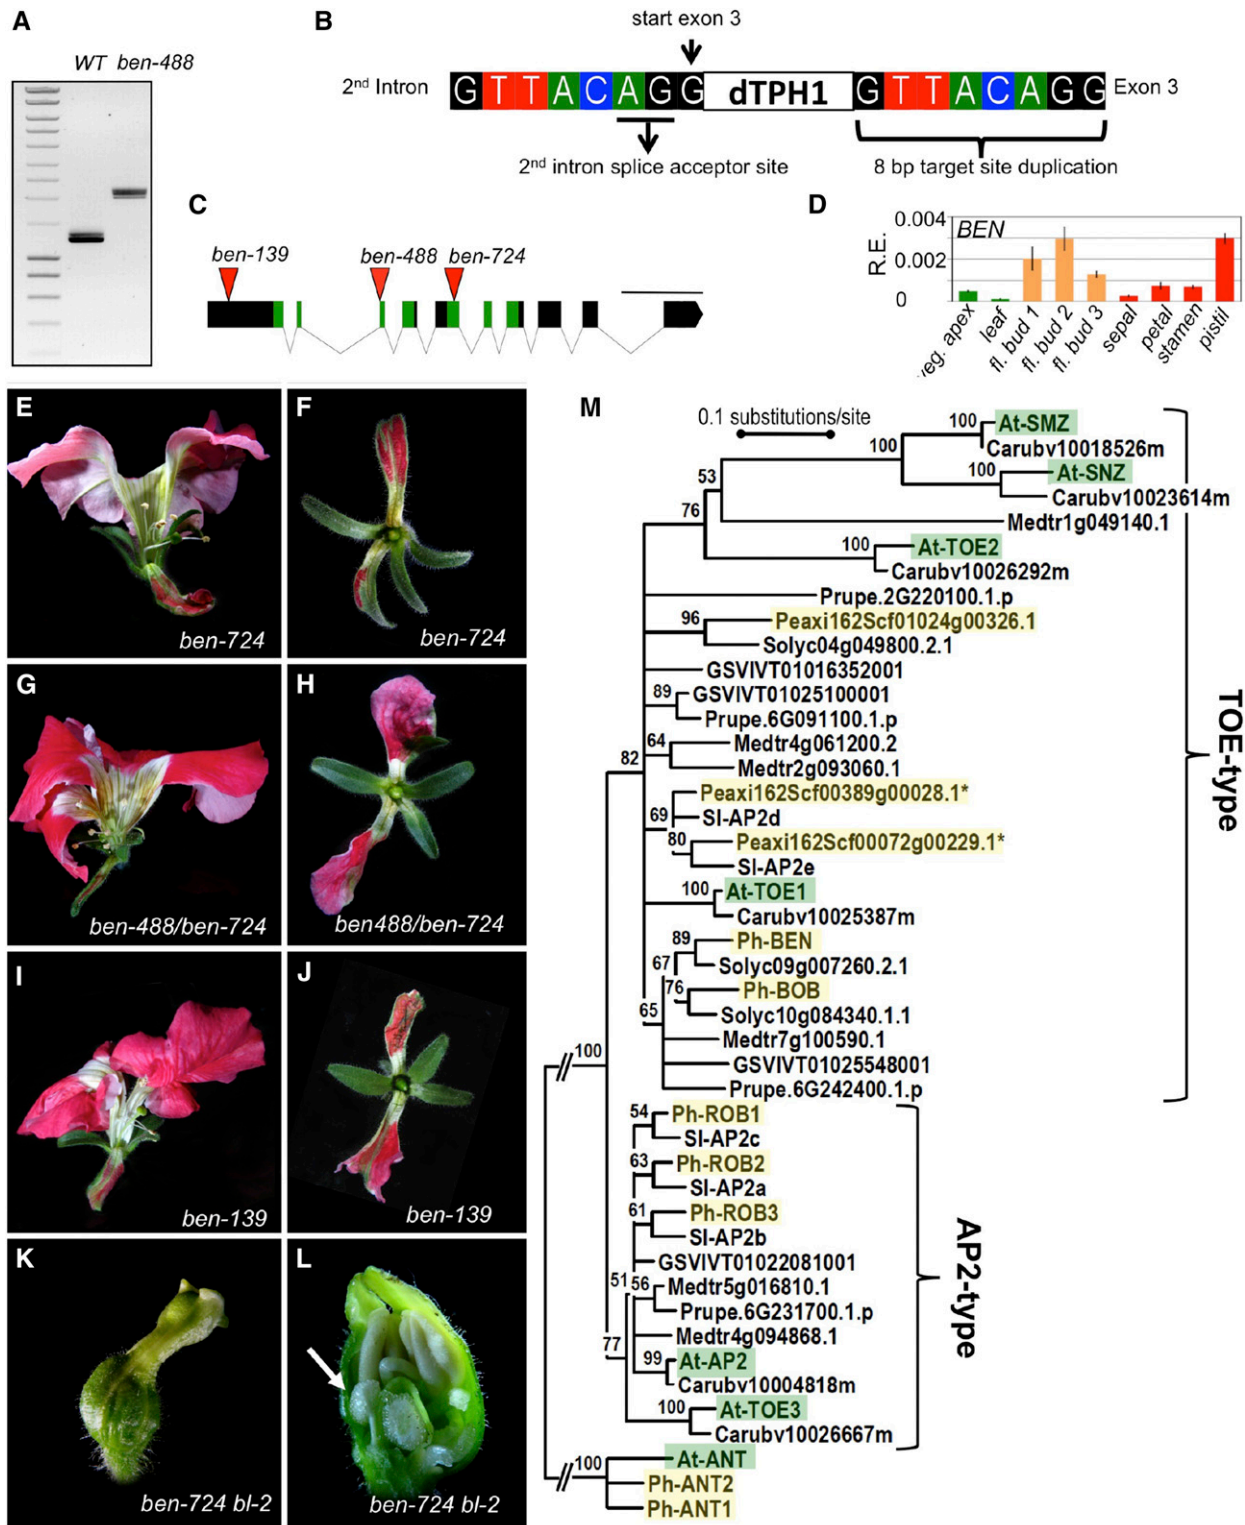 A
WT ben-488
B
start exon 3
2nd Intron
GTTACAGG dTPH1 GTTACAGG
Exon 3
2nd intron splice acceptor site
8 bp target site duplication
C
ben-139
ben-488
ben-724
D
BEN
R.E.
0.004
0.002
0
veg. apex
leaf
fl. bud 1
fl. bud 2
fl. bud 3
sepal
petal
stamen
pistil
E
ben-724
F
ben-724
G
ben-488/ben-724
H
ben488/ben-724
I
ben-139
J
ben-139
K
ben-724 bl-2
L
ben-724 bl-2
M
0.1 substitutions/site
100
At-SMZ
Carubv10018526m
100
100
At-SNZ
Carubv10023614m
53
Medtr1g049140.1
76
100
At-TOE2
Carubv10026292m
Prupe.2G220100.1.p
96
Peaxi162Scf01024g00326.1
Solyc04g049800.2.1
GSVIVT01016352001
89
GSVIVT01025100001
Prupe.6G091100.1.p
64
Medtr4g061200.2
Medtr2g093060.1
82
Peaxi162Scf00389g00028.1*
69
Sl-AP2d
80
Peaxi162Scf00072g00229.1*
Sl-AP2e
100
At-TOE1
Carubv10025387m
89
Ph-BEN
Solyc09g007260.2.1
67
76
Ph-BOB
Solyc10g084340.1.1
65
Medtr7g100590.1
GSVIVT01025548001
Prupe.6G242400.1.p
TOE-type
100
54
Ph-ROB1
Sl-AP2c
63
Ph-ROB2
Sl-AP2a
61
Ph-ROB3
Sl-AP2b
GSVIVT01022081001
51
56
Medtr5g016810.1
Prupe.6G231700.1.p
Medtr4g094868.1
77
99
At-AP2
Carubv10004818m
100
At-TOE3
Carubv10026667m
AP2-type
100
At-ANT
Ph-ANT2
Ph-ANT1